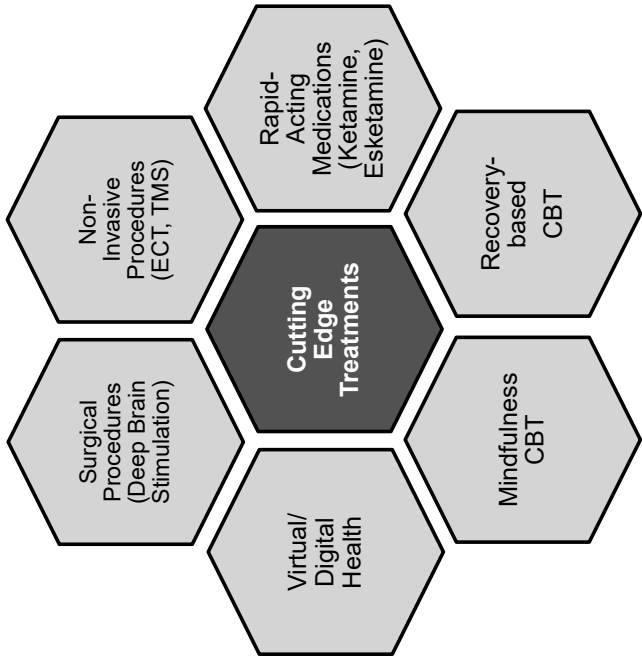 Virtual/
Digital
Health
Mindfulness
CBT
Surgical
Procedures
(Deep Brain
Stimulation)
Cutting
Edge
Treatments
Recovery-
based
CBT
Non-
Invasive
Procedures
(ECT, TMS)
Rapid-
Acting
Medications
(Ketamine,
Esketamine)